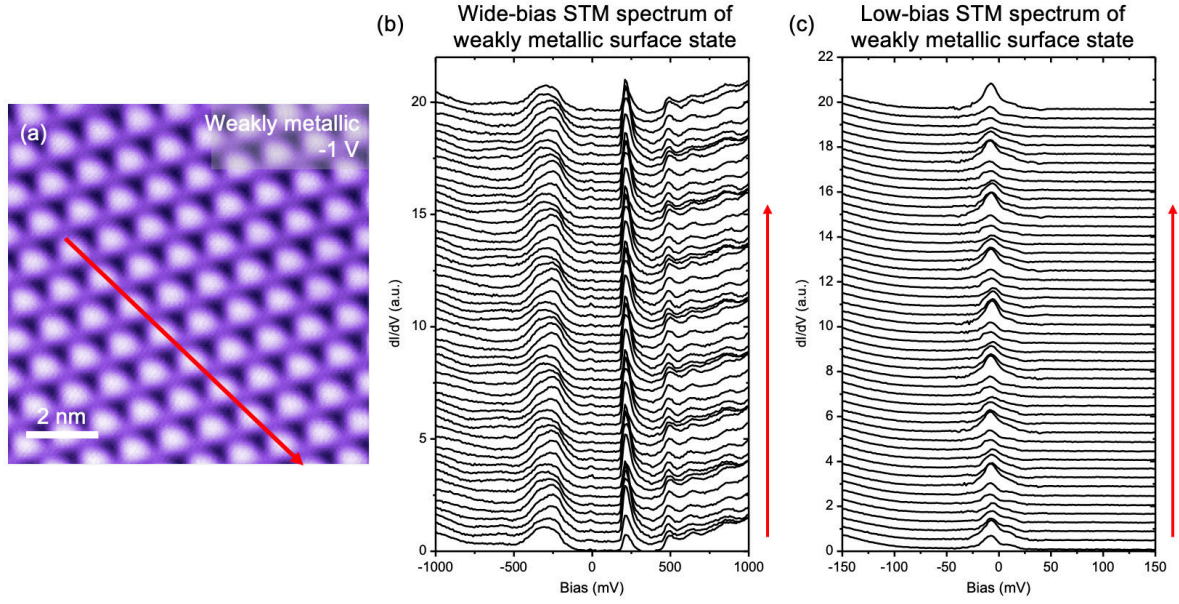 (a)
Weakly metallic
-1 V
2 nm
(b)
Wide-bias STM spectrum of
weakly metallic surface state
20
15
10
5
0
dI/dV (a.u.)
-1000
-500
0
500
1000
Bias (mV)
(c)
Low-bias STM spectrum of
weakly metallic surface state
22
20
18
16
14
12
10
8
6
4
2
0
dI/dV (a.u.)
-150
-100
-50
0
50
100
150
Bias (mV)